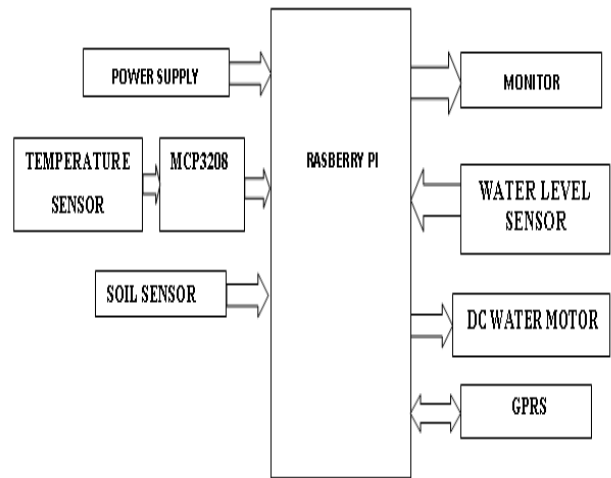 POWER SUPPLY
MONITOR
TEMPERATURE
SENSOR
MCP3208
RASBERRY PI
WATER LEVEL
SENSOR
SOIL SENSOR
DC WATER MOTOR
GPRS